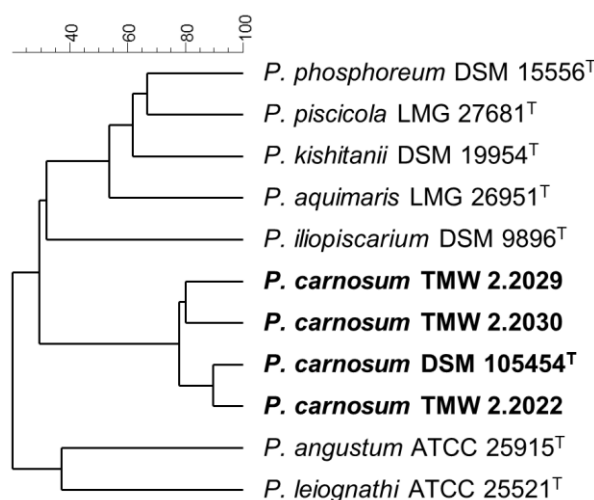 40 60 80 100
P. phosphoreum DSM 15556ᵀ
P. piscicola LMG 27681ᵀ
P. kishitanii DSM 19954ᵀ
P. aquimaris LMG 26951ᵀ
P. iliopiscarium DSM 9896ᵀ
P. carnosum TMW 2.2029
P. carnosum TMW 2.2030
P. carnosum DSM 105454ᵀ
P. carnosum TMW 2.2022
P. angustum ATCC 25915ᵀ
P. leiognathi ATCC 25521ᵀ